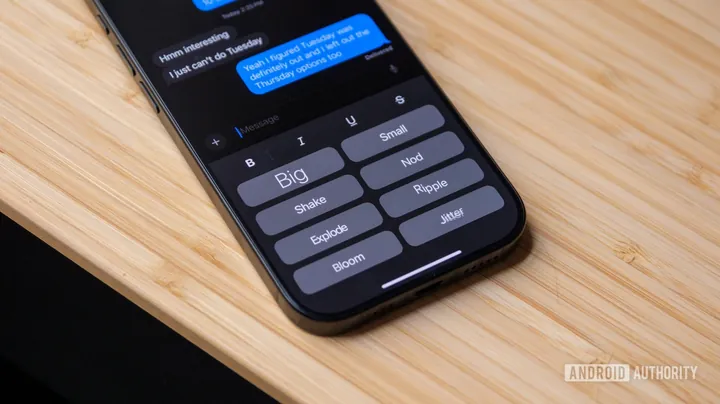 Today 2:25 PM
Hmm interesting
I just can't do Tuesday
Yeah I figured Tuesday was
definitely out and I left out the
Thursday options too
Delivered
Message
B I U S
Big
Small
Shake
Nod
Explode
Ripple
Bloom
Jitter
ANDROID AUTHORITY